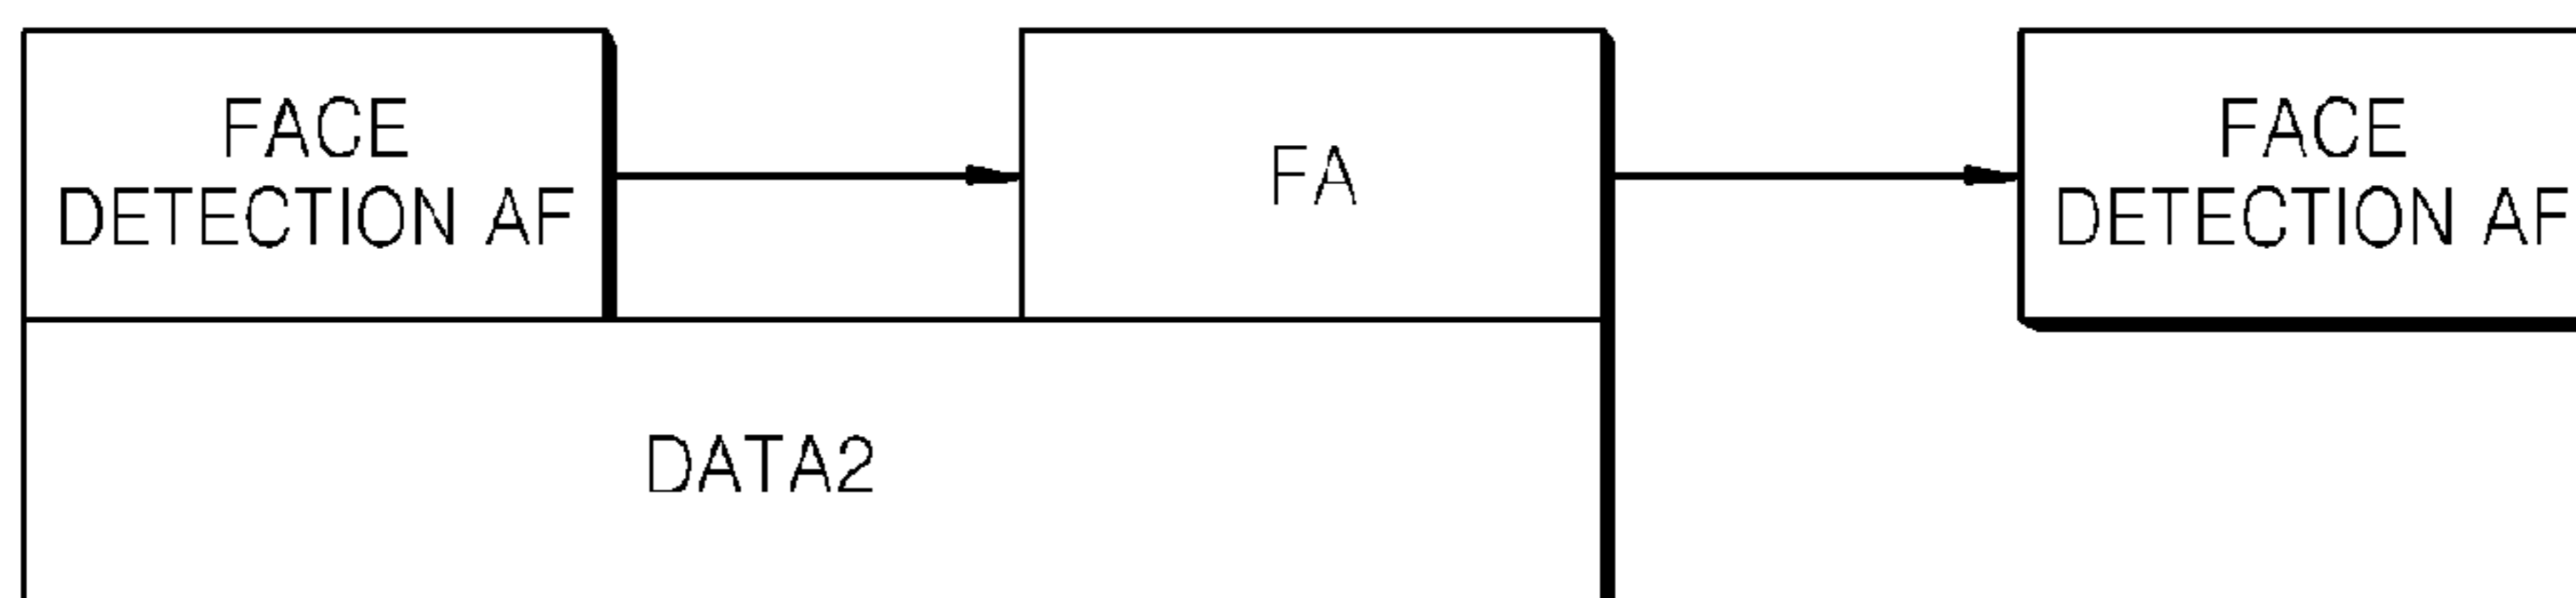 FACE
DETECTION AF
FA
FACE
DETECTION AF
DATA2